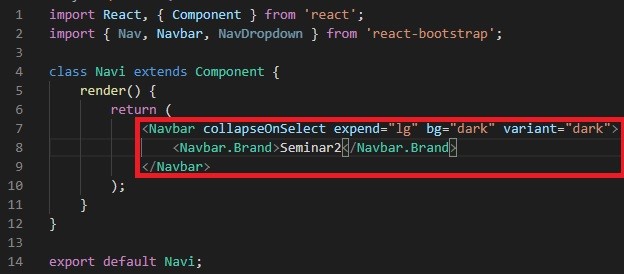 1 import React, { Component } from 'react';
2 import { Nav, Navbar, NavDropdown } from 'react-bootstrap';
3
4 class Navi extends Component {
5     render() {
6         return (
7             <Navbar collapseOnSelect expend="lg" bg="dark" variant="dark">
8                 <Navbar.Brand>Seminar2</Navbar.Brand>
9             </Navbar>
10         );
11     }
12 }
13
14 export default Navi;